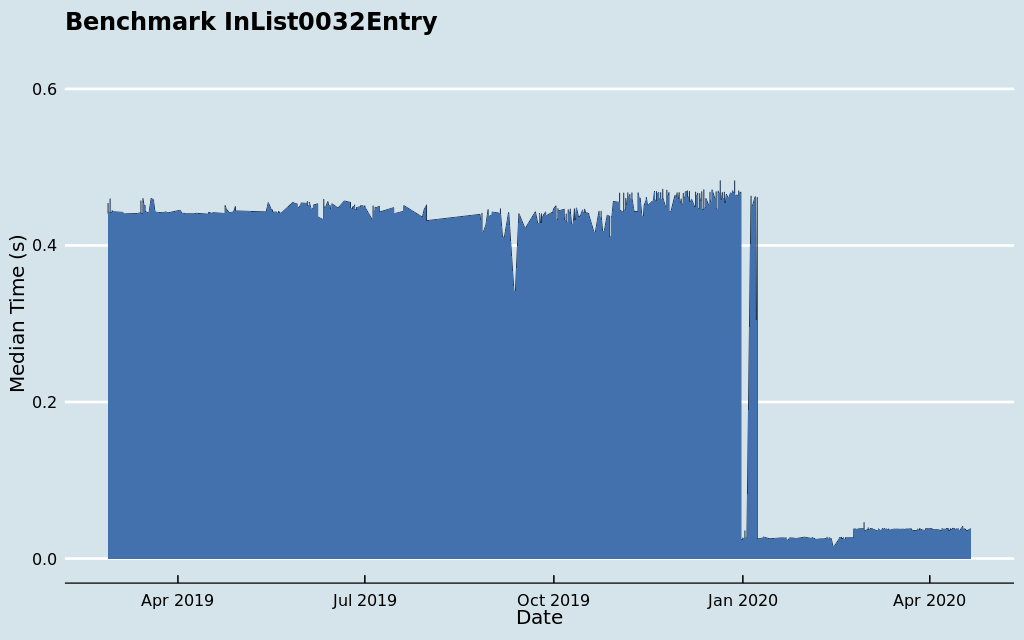 Benchmark InList0032Entry
0.6
0.4
0.2
0.0
Median Time (s)
Apr 2019
Jul 2019
Oct 2019
Jan 2020
Apr 2020
Date